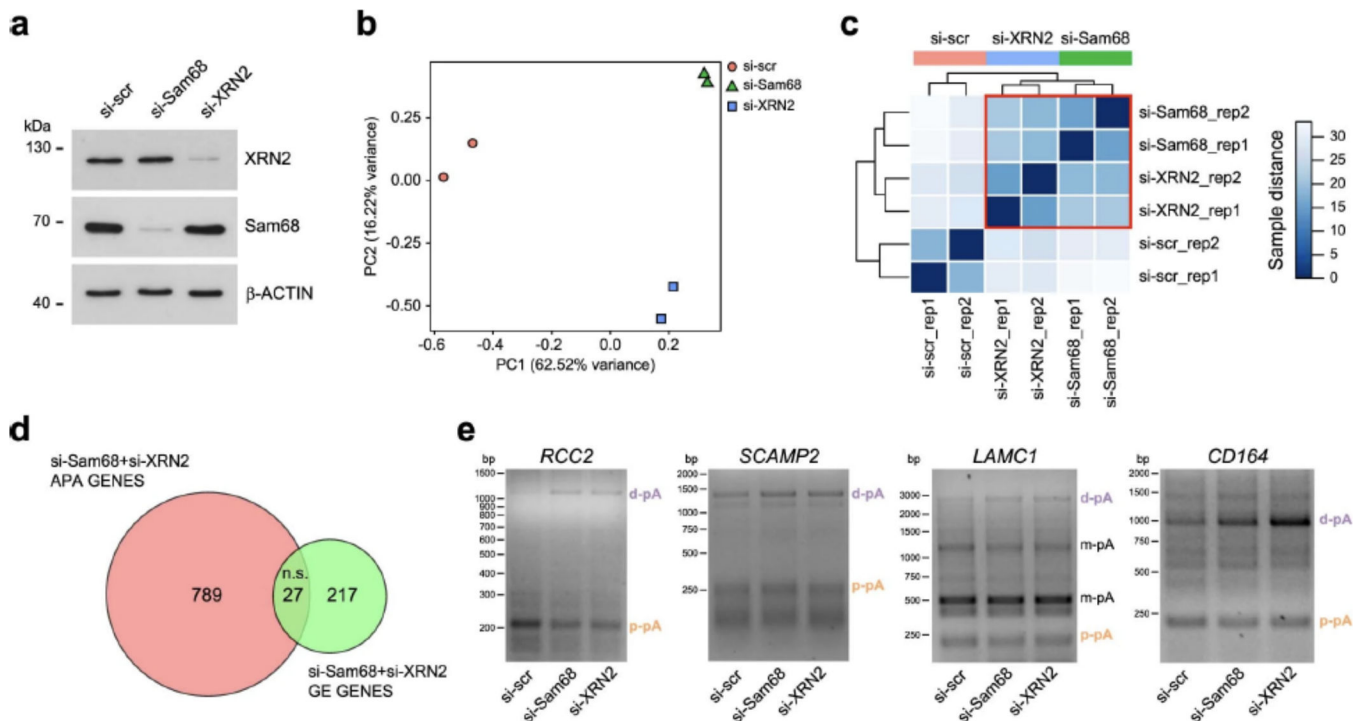 a
si-scr
si-Sam68
si-XRN2
kDa
130
XRN2
70
Sam68
40
β-ACTIN
b
si-scr
si-Sam68
si-XRN2
0.25
0.00
-0.25
-0.50
PC2 (16.22% variance)
-0.6
-0.4
-0.2
0.0
0.2
PC1 (62.52% variance)
c
si-scr si-XRN2 si-Sam68
si-Sam68_rep2
si-Sam68_rep1
si-XRN2_rep2
si-XRN2_rep1
si-scr_rep2
si-scr_rep1
si-scr_rep1
si-scr_rep2
si-XRN2_rep1
si-XRN2_rep2
si-Sam68_rep1
si-Sam68_rep2
Sample distance
30
25
20
15
10
5
0
d
si-Sam68+si-XRN2
APA GENES
789
n.s.
27
217
si-Sam68+si-XRN2
GE GENES
e
RCC2
bp
1500
1000
900
800
700
600
500
400
300
200
d-pA
p-pA
si-scr
si-Sam68
si-XRN2
SCAMP2
bp
2000
1500
1000
750
500
250
d-pA
p-pA
si-scr
si-Sam68
si-XRN2
LAMC1
bp
3000
2000
1500
1000
750
500
250
d-pA
m-pA
m-pA
p-pA
si-scr
si-Sam68
si-XRN2
CD164
bp
2000
1500
1000
750
500
250
d-pA
p-pA
si-scr
si-Sam68
si-XRN2